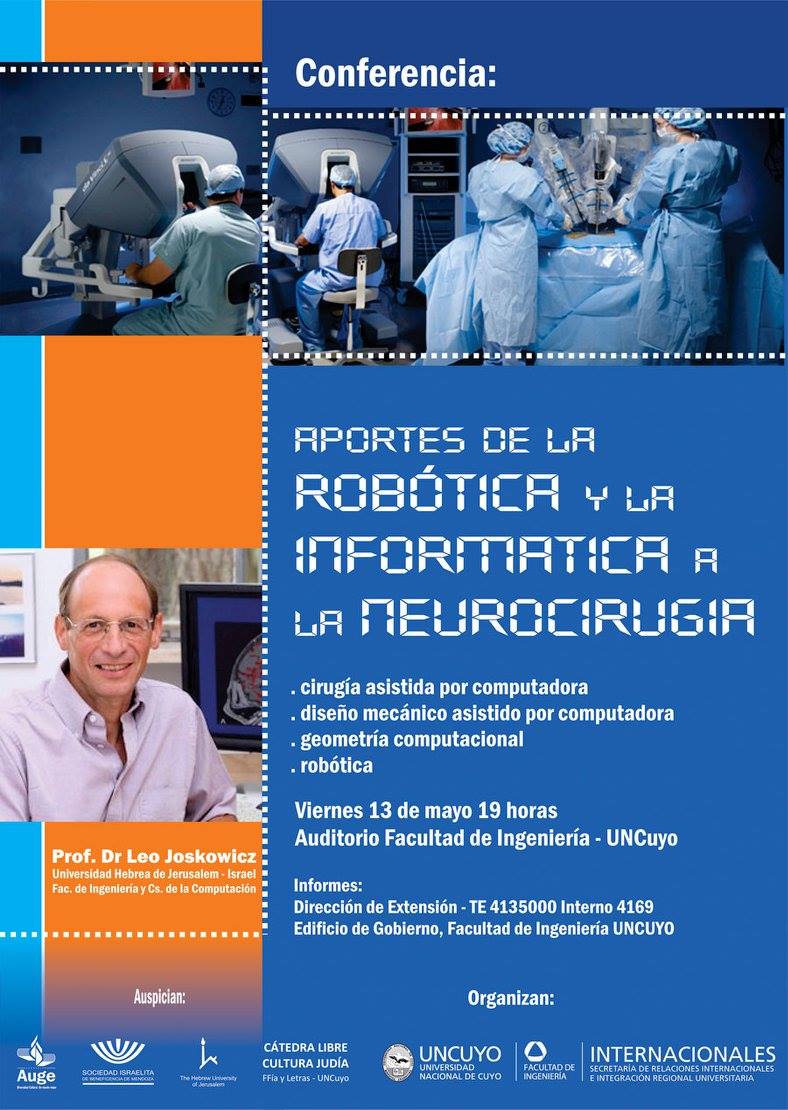 Conferencia:
da Vinci
APORTES DE LA
ROBÓTICA Y LA
INFORMATICA A
LA NEUROCIRUGIA
. cirugía asistida por computadora
. diseño mecánico asistido por computadora
. geometría computacional
. robótica
Viernes 13 de mayo 19 horas
Auditorio Facultad de Ingeniería - UNCuyo
Informes:
Dirección de Extensión - TE 4135000 Interno 4169
Edificio de Gobierno, Facultad de Ingeniería UNCUYO
Prof. Dr Leo Joskowicz
Universidad Hebrea de Jerusalem - Israel
Fac. de Ingeniería y Cs. de la Computación
Auspician:
Auge
SOCIEDAD ISRAELITA
DE BENEFICENCIA DE MENDOZA
The Hebrew University
of Jerusalem
CÁTEDRA LIBRE
CULTURA JUDÍA
FFía y Letras - UNCuyo
Organizan:
UNCUYO
UNIVERSIDAD
NACIONAL DE CUYO
FACULTAD DE
INGENIERÍA
INTERNACIONALES
SECRETARÍA DE RELACIONES INTERNACIONALES
E INTEGRACIÓN REGIONAL UNIVERSITARIA